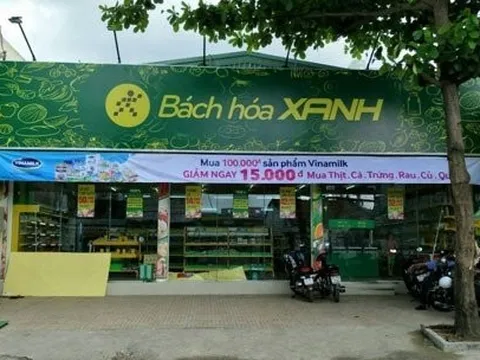 Bách hóa XANH
VINAMILK
Mua 100.000đ sản phẩm Vinamilk
GIẢM NGAY 15.000đ Mua Thịt . Cá . Trứng . Rau . Củ .